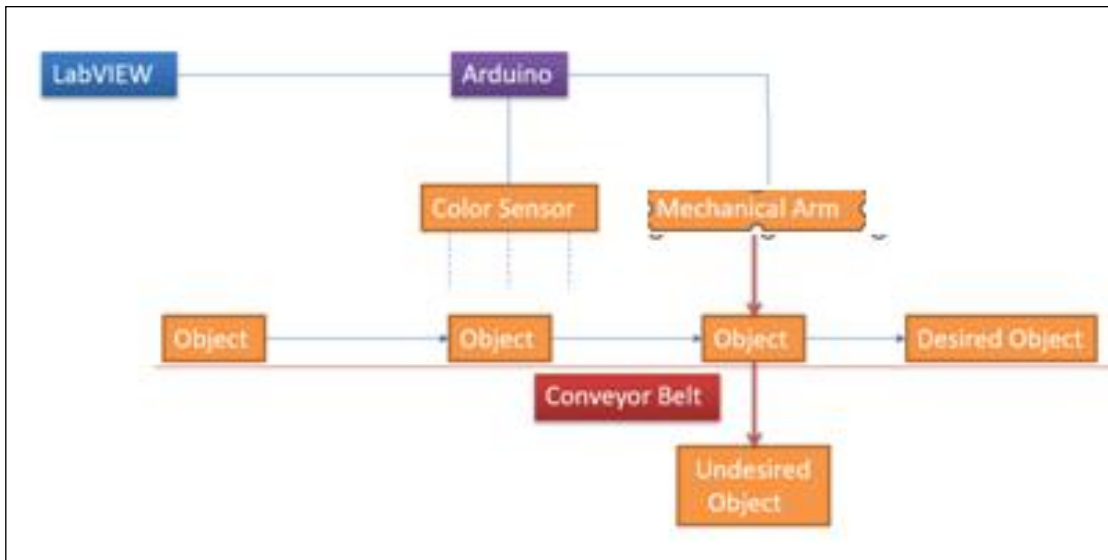 LabVIEW
Arduino
Color Sensor
Mechanical Arm
Object
Object
Object
Desired Object
Conveyor Belt
Undesired
Object